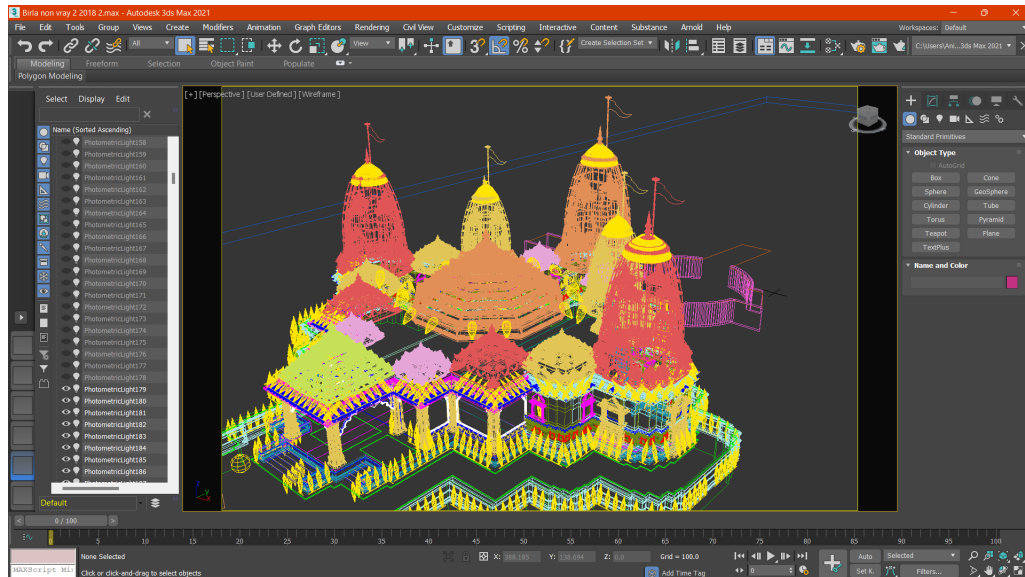 3 Birla non vray 2 2018 2.max - Autodesk 3ds Max 2021
File Edit Tools Group Views Create Modifiers Animation Graph Editors Rendering Civil View Customize Scripting Interactive Content Substance Arnold Help Workspaces: Default
All View Create Selection Set C:\Users\Ani...3ds Max 2021
Modeling Freeform Selection Object Paint Populate
Polygon Modeling
Select Display Edit
Name (Sorted Ascending)
PhotometricLight158
PhotometricLight159
PhotometricLight160
PhotometricLight161
PhotometricLight162
PhotometricLight163
PhotometricLight164
PhotometricLight165
PhotometricLight166
PhotometricLight167
PhotometricLight168
PhotometricLight169
PhotometricLight170
PhotometricLight171
PhotometricLight172
PhotometricLight173
PhotometricLight174
PhotometricLight175
PhotometricLight176
PhotometricLight177
PhotometricLight178
PhotometricLight179
PhotometricLight180
PhotometricLight181
PhotometricLight182
PhotometricLight183
PhotometricLight184
PhotometricLight185
PhotometricLight186
Default
[+] [Perspective ] [User Defined ] [Wireframe ]
Standard Primitives
Object Type
AutoGrid
Box Cone
Sphere GeoSphere
Cylinder Tube
Torus Pyramid
Teapot Plane
TextPlus
Name and Color
0 / 100
0 5 10 15 20 25 30 35 40 45 50 55 60 65 70 75 80 85 90 95 100
None Selected
MAXScript Mi
Click or click-and-drag to select objects
X: 388.185 Y: 136.694 Z: 0.0 Grid = 100.0
Add Time Tag
0
Auto Selected
Set K. Filters...